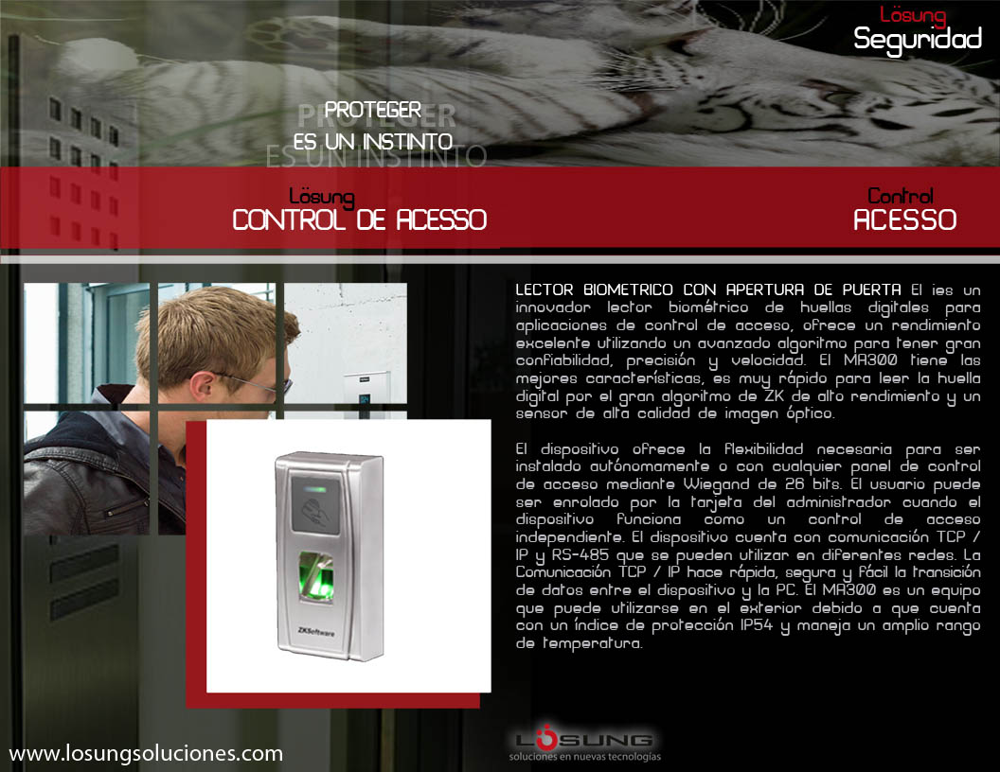 Lösung
Seguridad
PROTEGER
ES UN INSTINTO
PROTEGER
ES UN INSTINTO
Lösung
CONTROL DE ACESSO
Control
ACESSO
LECTOR BIOMETRICO CON APERTURA DE PUERTA El ies un
innovador lector biométrico de huellas digitales para
aplicaciones de control de acceso, ofrece un rendimiento
excelente utilizando un avanzado algoritmo para tener gran
confiabilidad, precisión y velocidad. El MA300 tiene las
mejores características, es muy rápido para leer la huella
digital por el gran algoritmo de ZK de alto rendimiento y un
sensor de alta calidad de imagen óptico.
El dispositivo ofrece la flexibilidad necesaria para ser
instalado autónomamente o con cualquier panel de control
de acceso mediante Wiegand de 26 bits. El usuario puede
ser enrolado por la tarjeta del administrador cuando el
dispositivo funciona como un control de acceso
independiente. El dispositivo cuenta con comunicación TCP /
IP y RS-485 que se pueden utilizar en diferentes redes. La
Comunicación TCP / IP hace rápida, segura y fácil la transición
de datos entre el dispositivo y la PC. El MA300 es un equipo
que puede utilizarse en el exterior debido a que cuenta
con un índice de protección IP54 y maneja un amplio rango
de temperatura.
ZKSoftware
LÖSUNG
soluciones en nuevas tecnologías
www.losungsoluciones.com